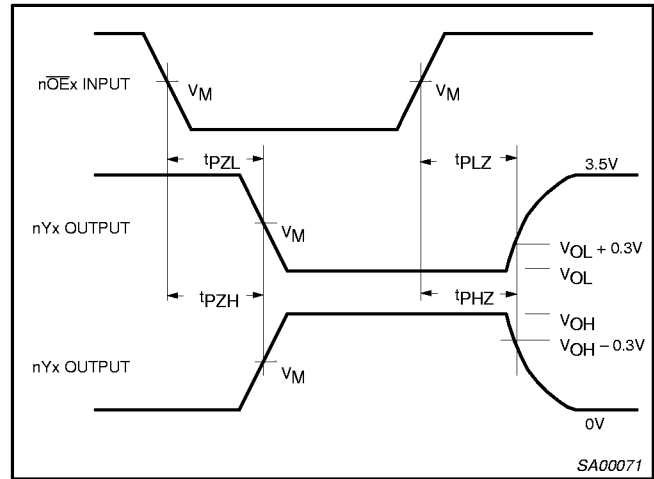 nOEx INPUT
VM
VM
tPZL
tPLZ
3.5V
nYx OUTPUT
VM
VOL + 0.3V
VOL
tPZH
tPHZ
VOH
VOH – 0.3V
nYx OUTPUT
VM
0V
SA00071